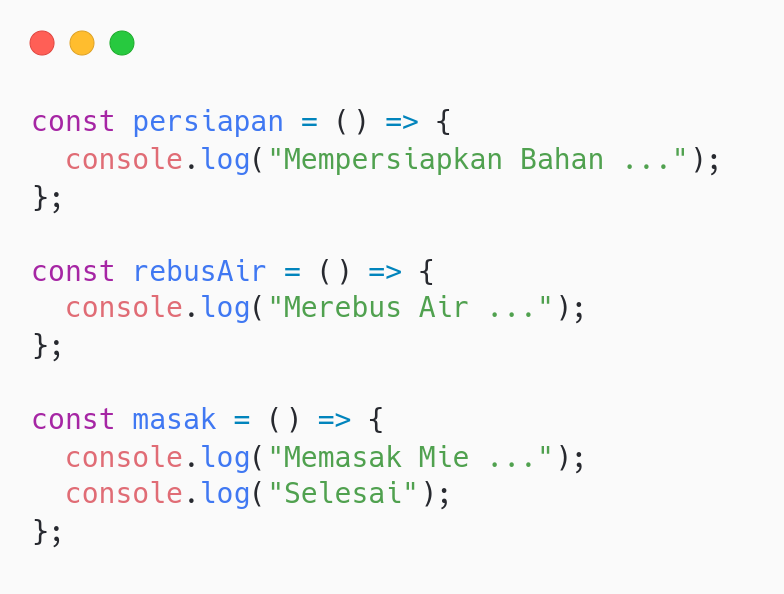 const persiapan = () => {
  console.log("Mempersiapkan Bahan ...");
};

const rebusAir = () => {
  console.log("Merebus Air ...");
};

const masak = () => {
  console.log("Memasak Mie ...");
  console.log("Selesai");
};